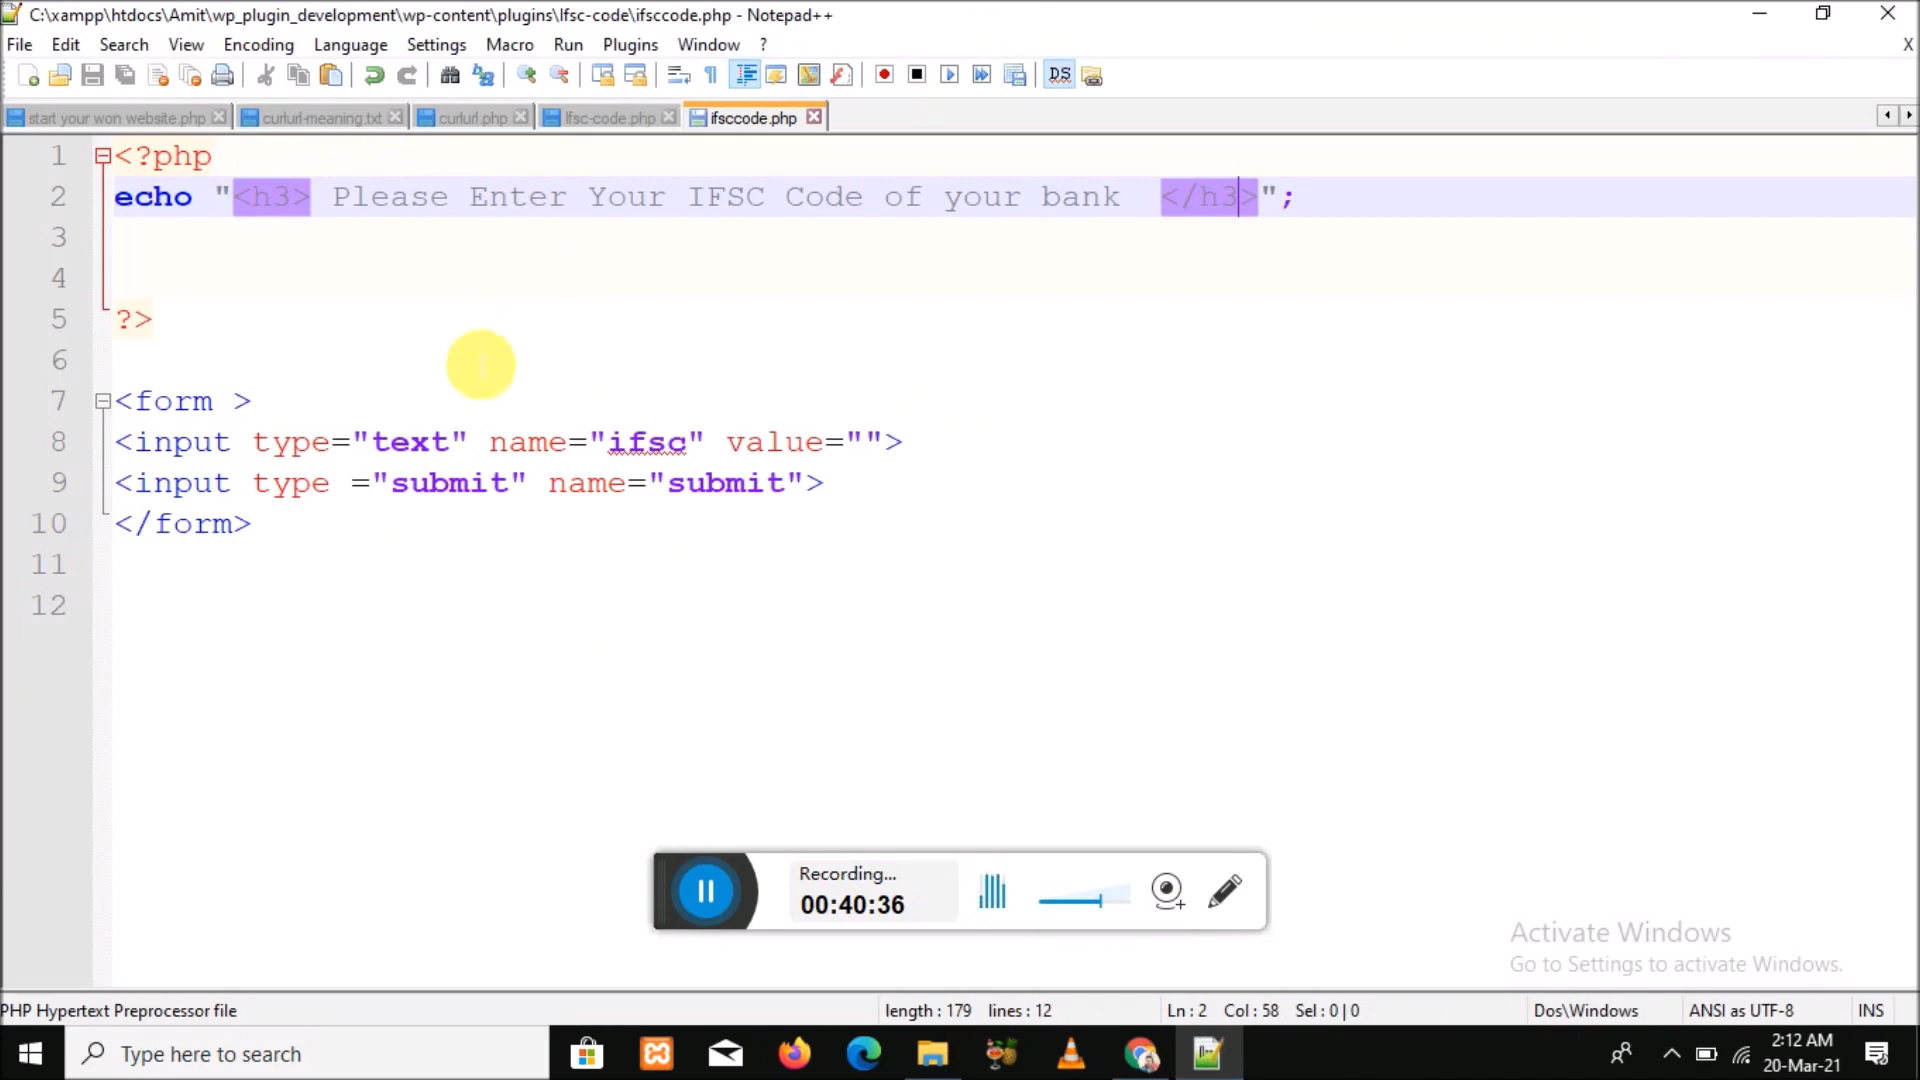 C:\xampp\htdocs\Amit\wp_plugin_development\wp-content\plugins\Ifsc-code\ifsccode.php - Notepad++
File Edit Search View Encoding Language Settings Macro Run Plugins Window ? X
start your won website.php curlurl-meaning.txt curlurl.php Ifsc-code.php ifsccode.php
1 <?php
2 echo "<h3> Please Enter Your IFSC Code of your bank  </h3>";
3
4
5 ?>
6
7 <form >
8 <input type="text" name="ifsc" value="">
9 <input type ="submit" name="submit">
10 </form>
11
12
Recording...
00:40:36
Activate Windows
Go to Settings to activate Windows.
PHP Hypertext Preprocessor file length : 179 lines : 12 Ln : 2 Col : 58 Sel : 0 | 0 Dos\Windows ANSI as UTF-8 INS
Type here to search
2:12 AM
20-Mar-21